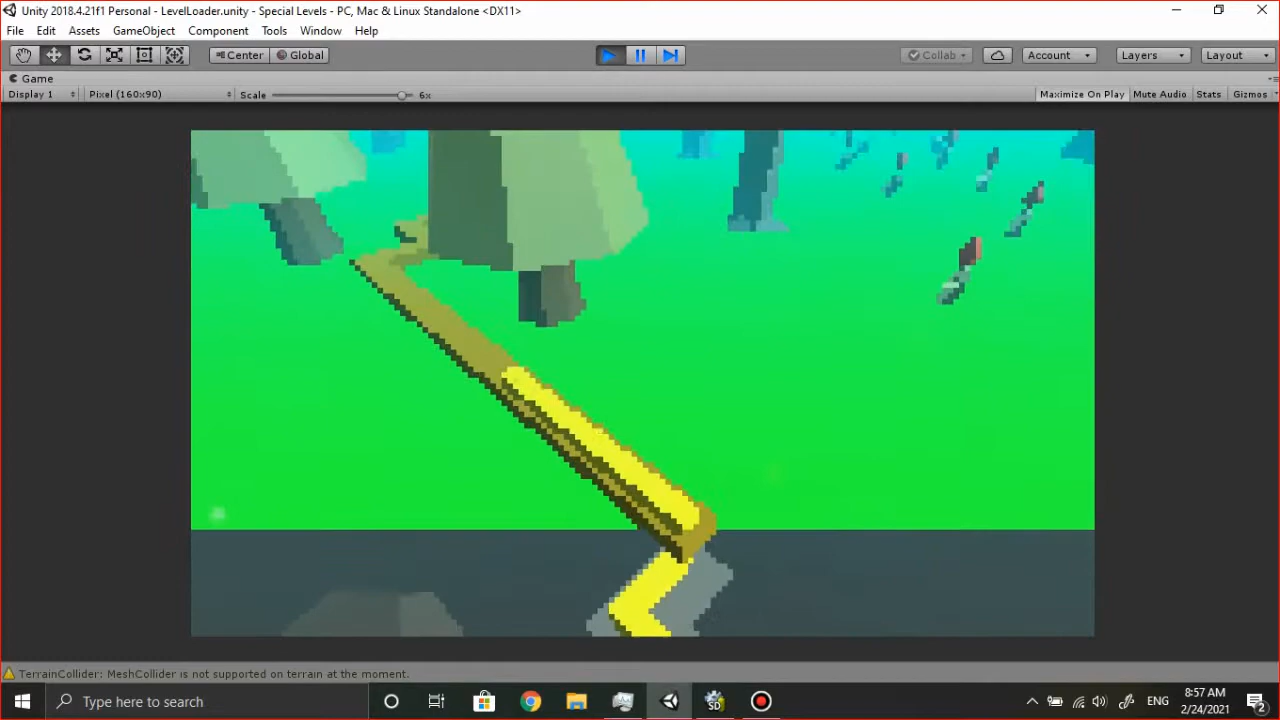 Unity 2018.4.21f1 Personal - LevelLoader.unity - Special Levels - PC, Mac & Linux Standalone <DX11>
File Edit Assets GameObject Component Tools Window Help
Center Global Collab Account Layers Layout
Game
Display 1 Pixel (160x90) Scale 6x Maximize On Play Mute Audio Stats Gizmos
TerrainCollider: MeshCollider is not supported on terrain at the moment.
Type here to search SD ENG 8:57 AM
2/24/2021 2